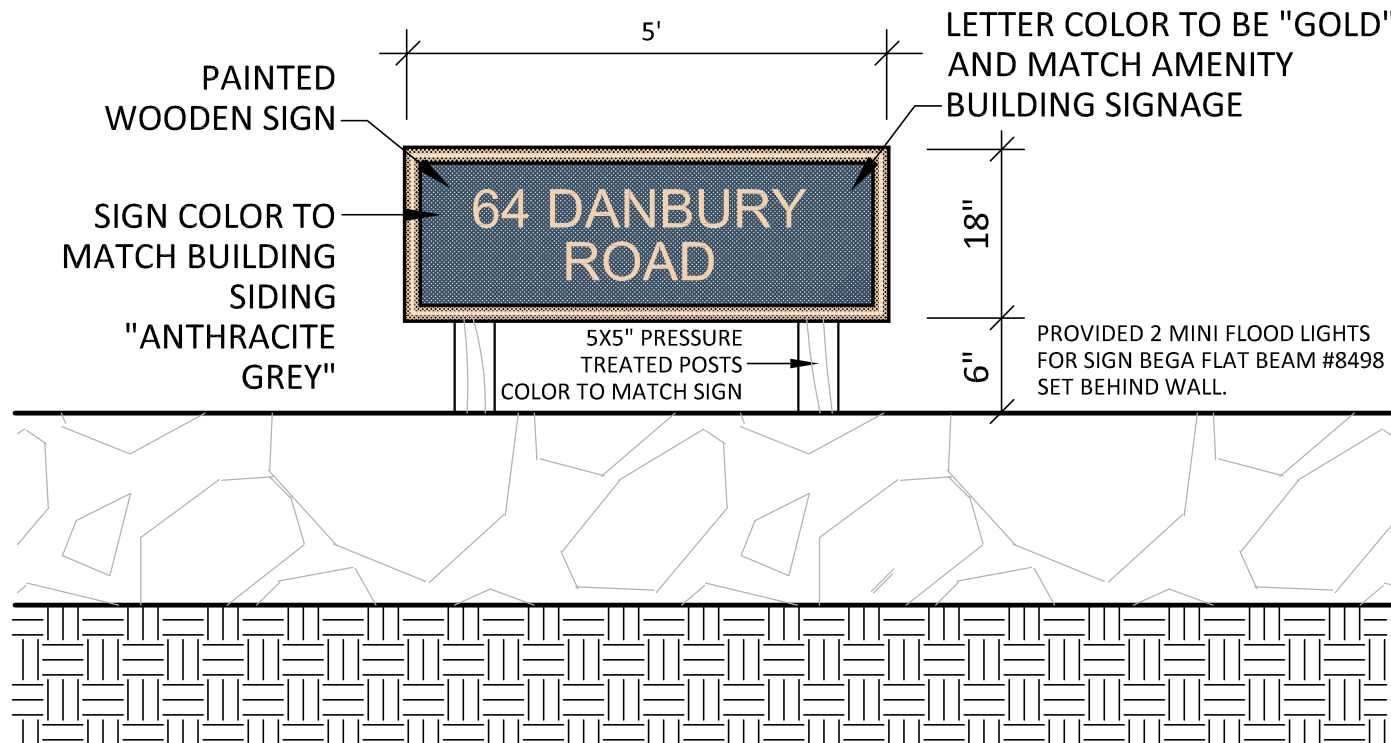 5'
LETTER COLOR TO BE "GOLD"
AND MATCH AMENITY
BUILDING SIGNAGE
PAINTED
WOODEN SIGN
SIGN COLOR TO
MATCH BUILDING
SIDING
"ANTHRACITE
GREY"
64 DANBURY
ROAD
18"
6"
5X5" PRESSURE
TREATED POSTS
COLOR TO MATCH SIGN
PROVIDED 2 MINI FLOOD LIGHTS
FOR SIGN BEGA FLAT BEAM #8498
SET BEHIND WALL.